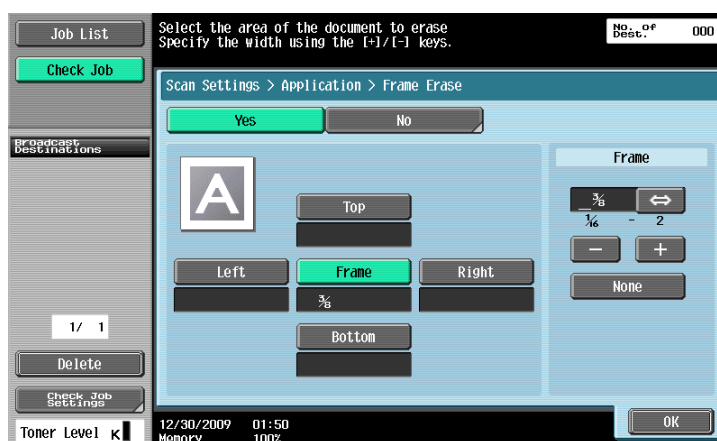 Job List
Check Job
Broadcast
Destinations
1/ 1
Delete
Check Job
Settings
Toner Level K
Select the area of the document to erase
Specify the width using the [+]/[-] keys.
No. of
Dest.
000
Scan Settings > Application > Frame Erase
Yes
No
A
Top
Left
Frame
Right
⅜
Bottom
Frame
_⅜ ⇔
1⁄16 - 2
− +
None
12/30/2009 01:50
Memory 100%
OK